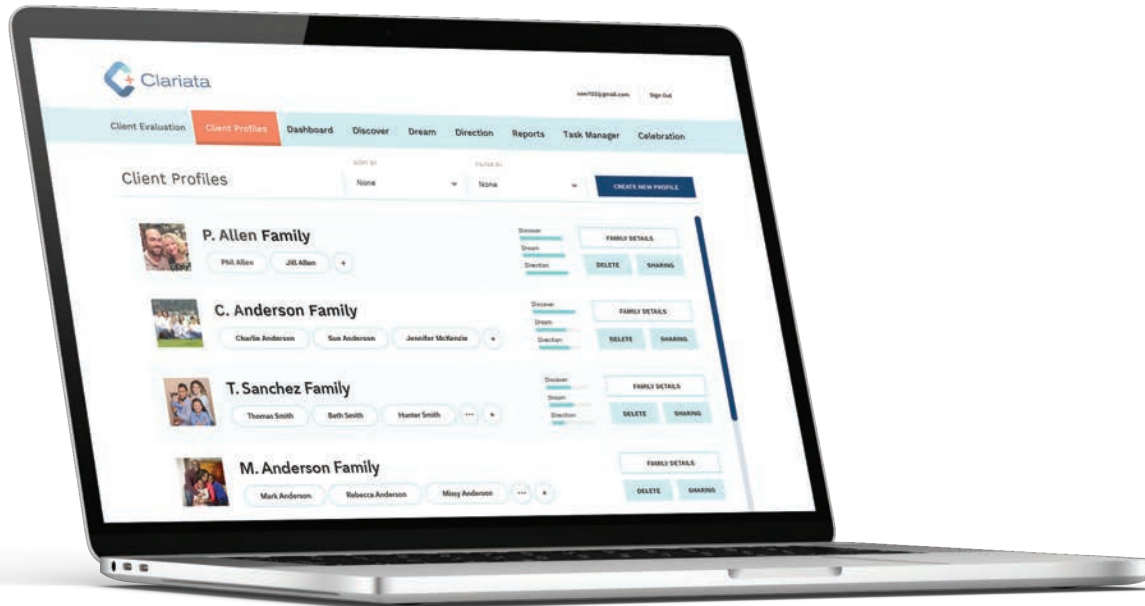 Clariata
Sign Out
Client Evaluation Client Profiles Dashboard Discover Dream Direction Reports Task Manager Celebration
SORT BY FILTER BY
Client Profiles None None CREATE NEW PROFILE
P. Allen Family
Phil Allen Jill Allen +
Discover
Dream
Direction
FAMILY DETAILS
DELETE SHARING
C. Anderson Family
Charlie Anderson Sue Anderson Jennifer McKenzie +
Discover
Dream
Direction
FAMILY DETAILS
DELETE SHARING
T. Sanchez Family
Thomas Smith Beth Smith Hunter Smith ... +
Discover
Dream
Direction
FAMILY DETAILS
DELETE SHARING
M. Anderson Family
Mark Anderson Rebecca Anderson Missy Anderson ... +
FAMILY DETAILS
DELETE SHARING